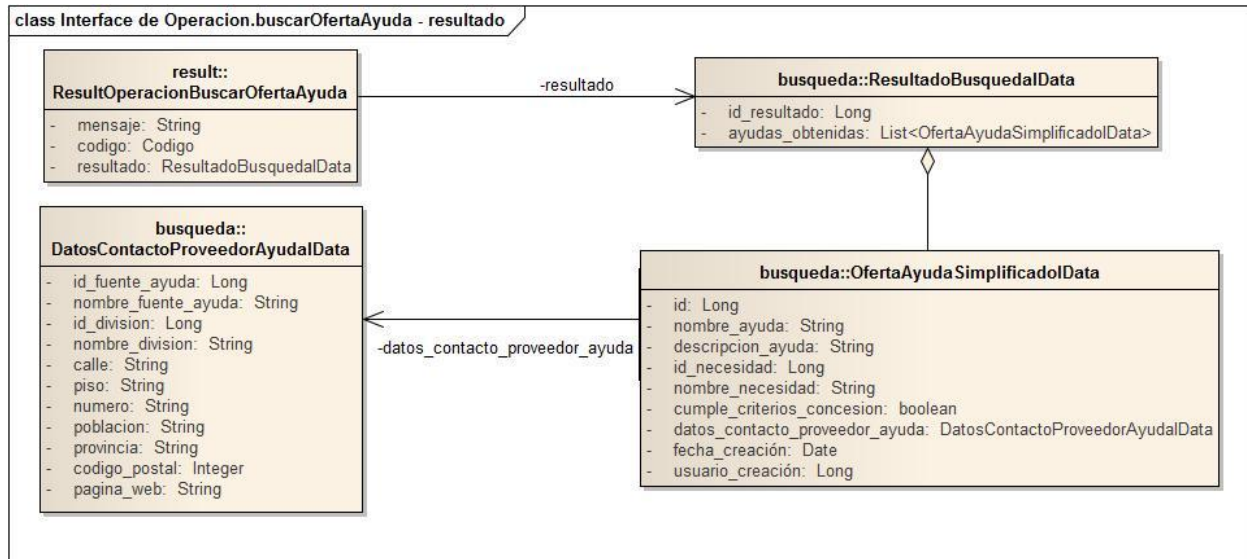 class Interface de Operacion.buscarOfertaAyuda - resultado
result::
ResultOperacionBuscarOfertaAyuda
- mensaje: String
- codigo: Codigo
- resultado: ResultadoBusquedaIData
-resultado
busqueda::ResultadoBusquedaIData
- id_resultado: Long
- ayudas_obtenidas: List<OfertaAyudaSimplificadoIData>
busqueda::
DatosContactoProveedorAyudaIData
- id_fuente_ayuda: Long
- nombre_fuente_ayuda: String
- id_division: Long
- nombre_division: String
- calle: String
- piso: String
- numero: String
- poblacion: String
- provincia: String
- codigo_postal: Integer
- pagina_web: String
-datos_contacto_proveedor_ayuda
busqueda::OfertaAyudaSimplificadoIData
- id: Long
- nombre_ayuda: String
- descripcion_ayuda: String
- id_necesidad: Long
- nombre_necesidad: String
- cumple_criterios_concesion: boolean
- datos_contacto_proveedor_ayuda: DatosContactoProveedorAyudaIData
- fecha_creación: Date
- usuario_creación: Long